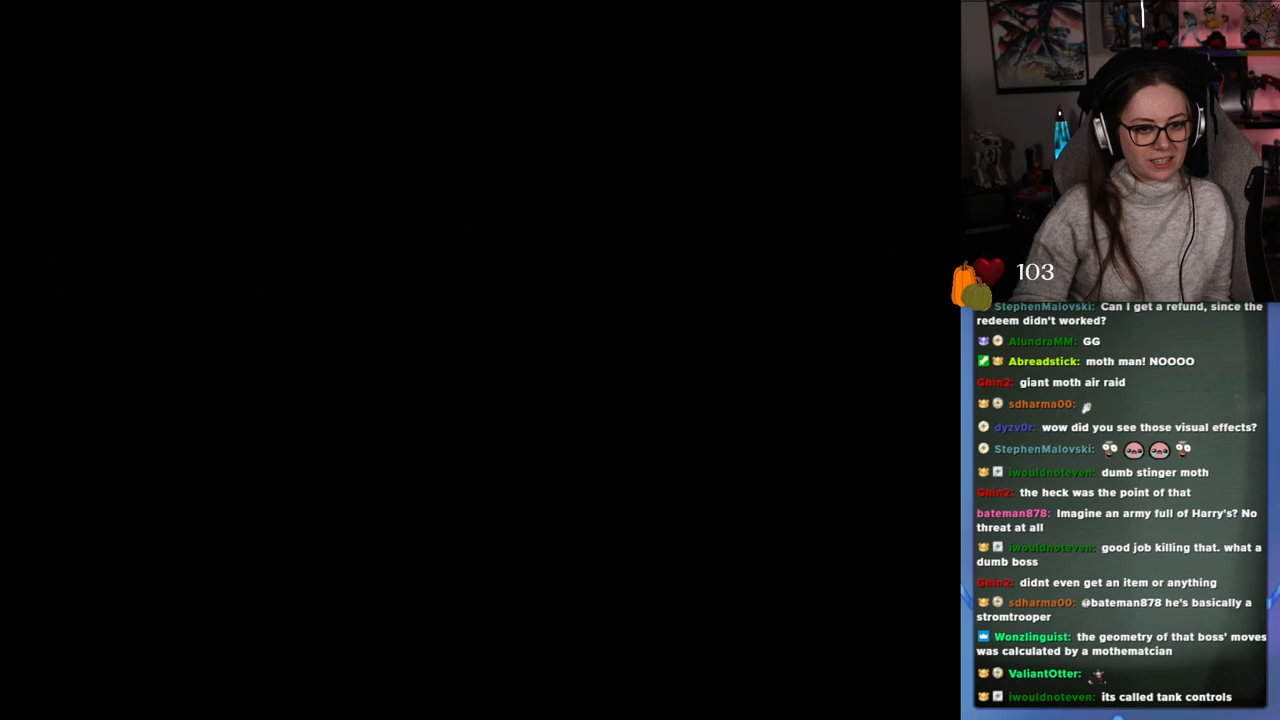 103
StephenMalovski: Can I get a refund, since the
redeem didn't worked?
AlundraMM: GG
Abreadstick: moth man! NOOOO
Ghin2: giant moth air raid
sdharma00:
dyzv0r: wow did you see those visual effects?
StephenMalovski:
iwouldnoteven: dumb stinger moth
Ghin2: the heck was the point of that
bateman878: Imagine an army full of Harry's? No
threat at all
iwouldnoteven: good job killing that. what a
dumb boss
Ghin2: didnt even get an item or anything
sdharma00: @bateman878 he's basically a
stromtrooper
Wonzlinguist: the geometry of that boss' moves
was calculated by a mothematcian
ValiantOtter:
iwouldnoteven: its called tank controls